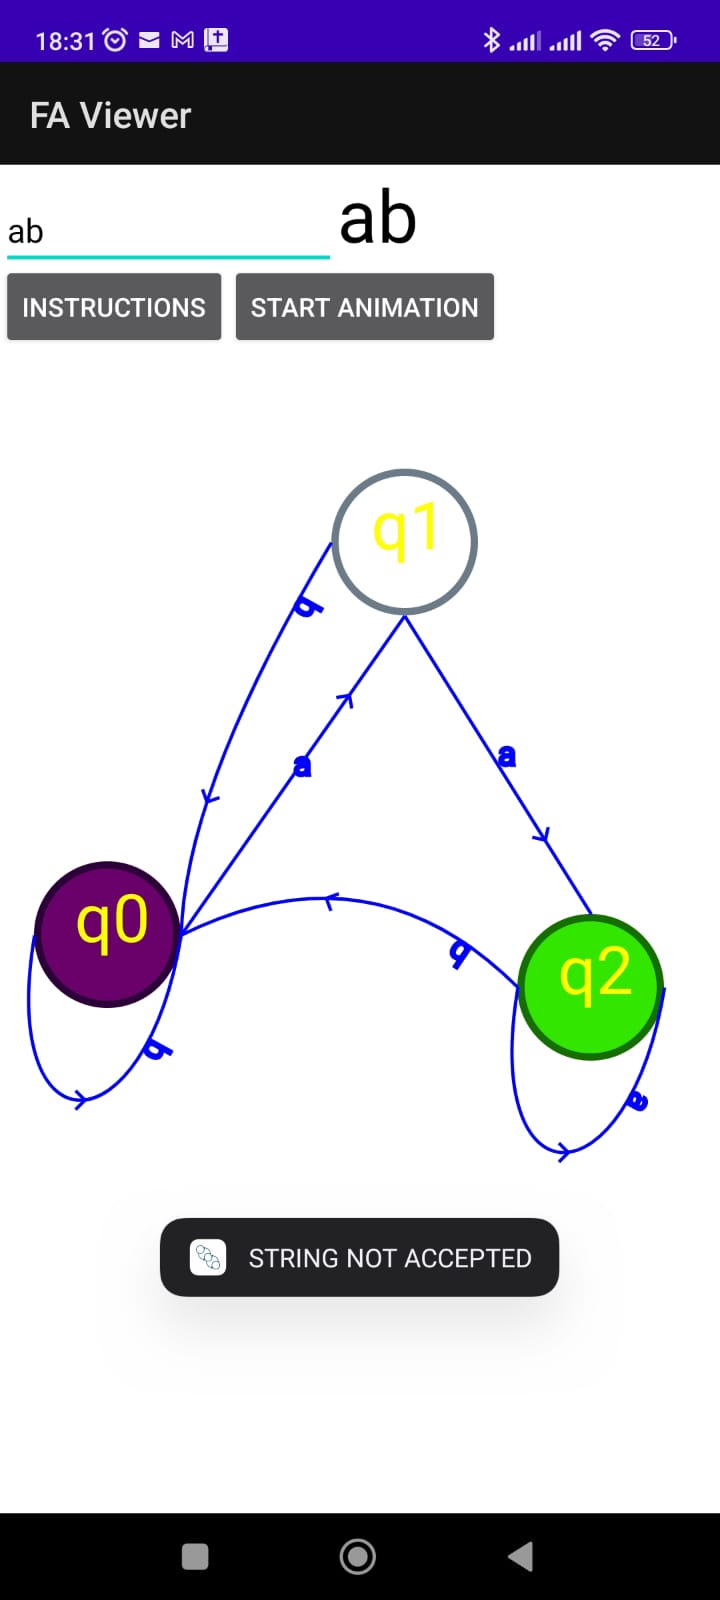 18:31 52
FA Viewer
ab ab
INSTRUCTIONS START ANIMATION
q1
b
a
a
q0
b
q2
b
a
STRING NOT ACCEPTED